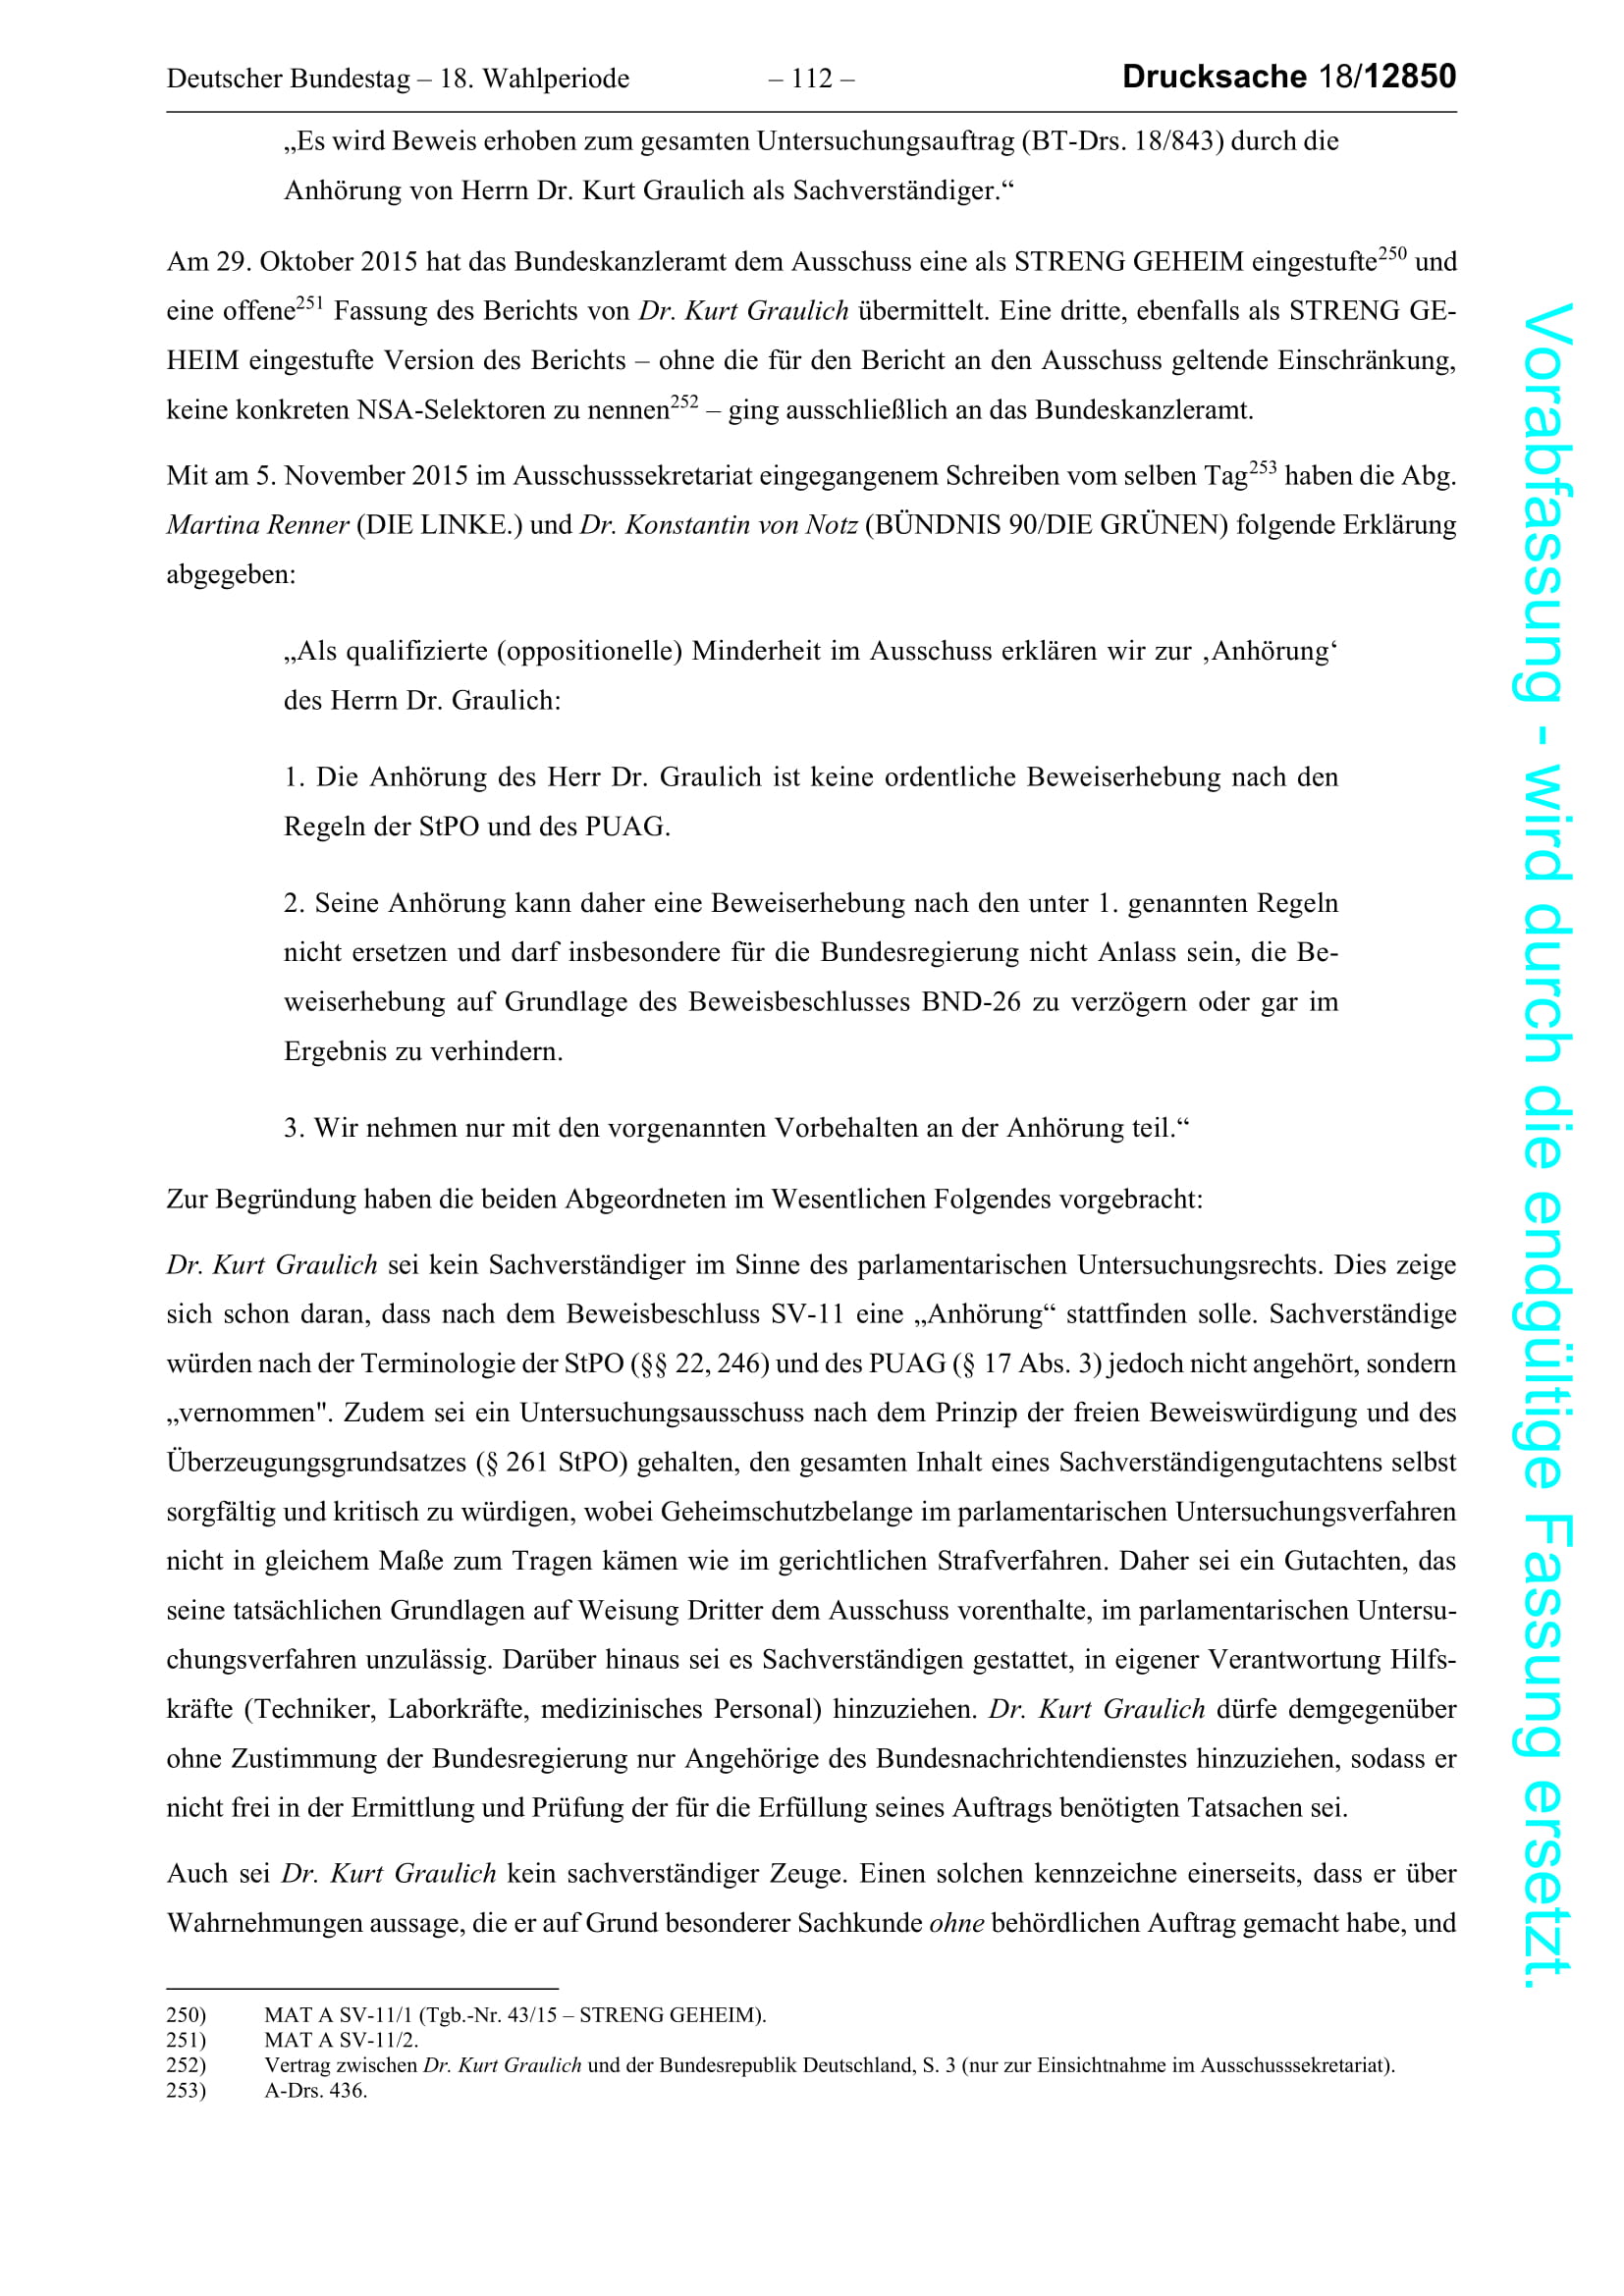 Deutscher Bundestag – 18. Wahlperiode – 112 – Drucksache 18/12850
„Es wird Beweis erhoben zum gesamten Untersuchungsauftrag (BT-Drs. 18/843) durch die
Anhörung von Herrn Dr. Kurt Graulich als Sachverständiger.“
Am 29. Oktober 2015 hat das Bundeskanzleramt dem Ausschuss eine als STRENG GEHEIM eingestufte250 und
eine offene251 Fassung des Berichts von Dr. Kurt Graulich übermittelt. Eine dritte, ebenfalls als STRENG GE-
HEIM eingestufte Version des Berichts – ohne die für den Bericht an den Ausschuss geltende Einschränkung,
keine konkreten NSA-Selektoren zu nennen252 – ging ausschließlich an das Bundeskanzleramt.
Mit am 5. November 2015 im Ausschusssekretariat eingegangenem Schreiben vom selben Tag253 haben die Abg.
Martina Renner (DIE LINKE.) und Dr. Konstantin von Notz (BÜNDNIS 90/DIE GRÜNEN) folgende Erklärung
abgegeben:
„Als qualifizierte (oppositionelle) Minderheit im Ausschuss erklären wir zur ‚Anhörung‘
des Herrn Dr. Graulich:
1. Die Anhörung des Herr Dr. Graulich ist keine ordentliche Beweiserhebung nach den
Regeln der StPO und des PUAG.
2. Seine Anhörung kann daher eine Beweiserhebung nach den unter 1. genannten Regeln
nicht ersetzen und darf insbesondere für die Bundesregierung nicht Anlass sein, die Be-
weiserhebung auf Grundlage des Beweisbeschlusses BND-26 zu verzögern oder gar im
Ergebnis zu verhindern.
3. Wir nehmen nur mit den vorgenannten Vorbehalten an der Anhörung teil.“
Zur Begründung haben die beiden Abgeordneten im Wesentlichen Folgendes vorgebracht:
Dr. Kurt Graulich sei kein Sachverständiger im Sinne des parlamentarischen Untersuchungsrechts. Dies zeige
sich schon daran, dass nach dem Beweisbeschluss SV-11 eine „Anhörung“ stattfinden solle. Sachverständige
würden nach der Terminologie der StPO (§§ 22, 246) und des PUAG (§ 17 Abs. 3) jedoch nicht angehört, sondern
„vernommen". Zudem sei ein Untersuchungsausschuss nach dem Prinzip der freien Beweiswürdigung und des
Überzeugungsgrundsatzes (§ 261 StPO) gehalten, den gesamten Inhalt eines Sachverständigengutachtens selbst
sorgfältig und kritisch zu würdigen, wobei Geheimschutzbelange im parlamentarischen Untersuchungsverfahren
nicht in gleichem Maße zum Tragen kämen wie im gerichtlichen Strafverfahren. Daher sei ein Gutachten, das
seine tatsächlichen Grundlagen auf Weisung Dritter dem Ausschuss vorenthalte, im parlamentarischen Untersu-
chungsverfahren unzulässig. Darüber hinaus sei es Sachverständigen gestattet, in eigener Verantwortung Hilfs-
kräfte (Techniker, Laborkräfte, medizinisches Personal) hinzuziehen. Dr. Kurt Graulich dürfe demgegenüber
ohne Zustimmung der Bundesregierung nur Angehörige des Bundesnachrichtendienstes hinzuziehen, sodass er
nicht frei in der Ermittlung und Prüfung der für die Erfüllung seines Auftrags benötigten Tatsachen sei.
Auch sei Dr. Kurt Graulich kein sachverständiger Zeuge. Einen solchen kennzeichne einerseits, dass er über
Wahrnehmungen aussage, die er auf Grund besonderer Sachkunde ohne behördlichen Auftrag gemacht habe, und
250) MAT A SV-11/1 (Tgb.-Nr. 43/15 – STRENG GEHEIM).
251) MAT A SV-11/2.
252) Vertrag zwischen Dr. Kurt Graulich und der Bundesrepublik Deutschland, S. 3 (nur zur Einsichtnahme im Ausschusssekretariat).
253) A-Drs. 436.
Vorabfassung - wird durch die endgültige Fassung ersetzt.